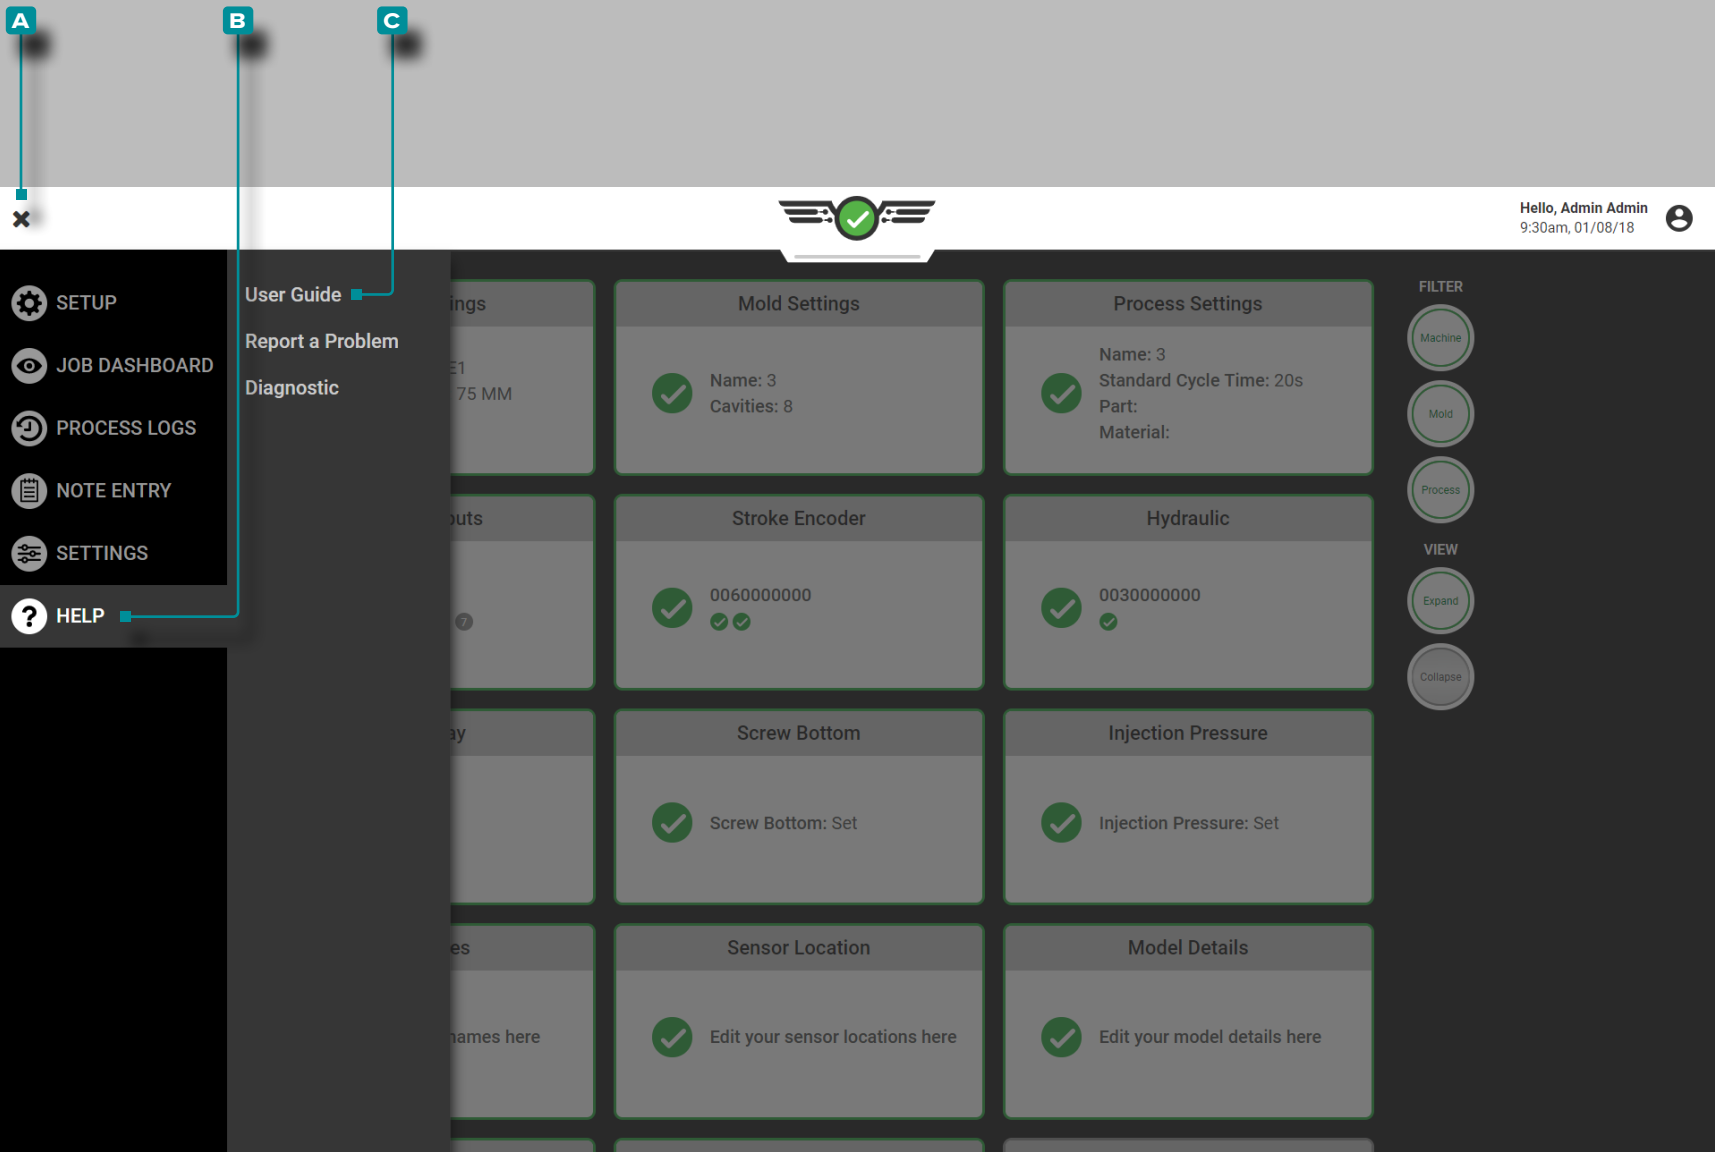 A
B
C
Hello, Admin Admin
9:30am, 01/08/18
SETUP
JOB DASHBOARD
PROCESS LOGS
NOTE ENTRY
SETTINGS
HELP
User Guide
Report a Problem
Diagnostic
ings
E1
75 MM
Mold Settings
Name: 3
Cavities: 8
Process Settings
Name: 3
Standard Cycle Time: 20s
Part:
Material:
uts
7
Stroke Encoder
0060000000
Hydraulic
0030000000
ay
Screw Bottom
Screw Bottom: Set
Injection Pressure
Injection Pressure: Set
es
names here
Sensor Location
Edit your sensor locations here
Model Details
Edit your model details here
FILTER
Machine
Mold
Process
VIEW
Expand
Collapse